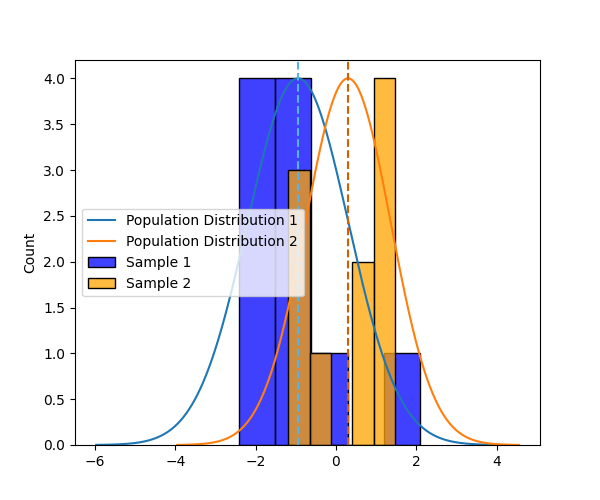 4.0
3.5
3.0
2.5
2.0
1.5
1.0
0.5
0.0
Count
Population Distribution 1
Population Distribution 2
Sample 1
Sample 2
−6 −4 −2 0 2 4